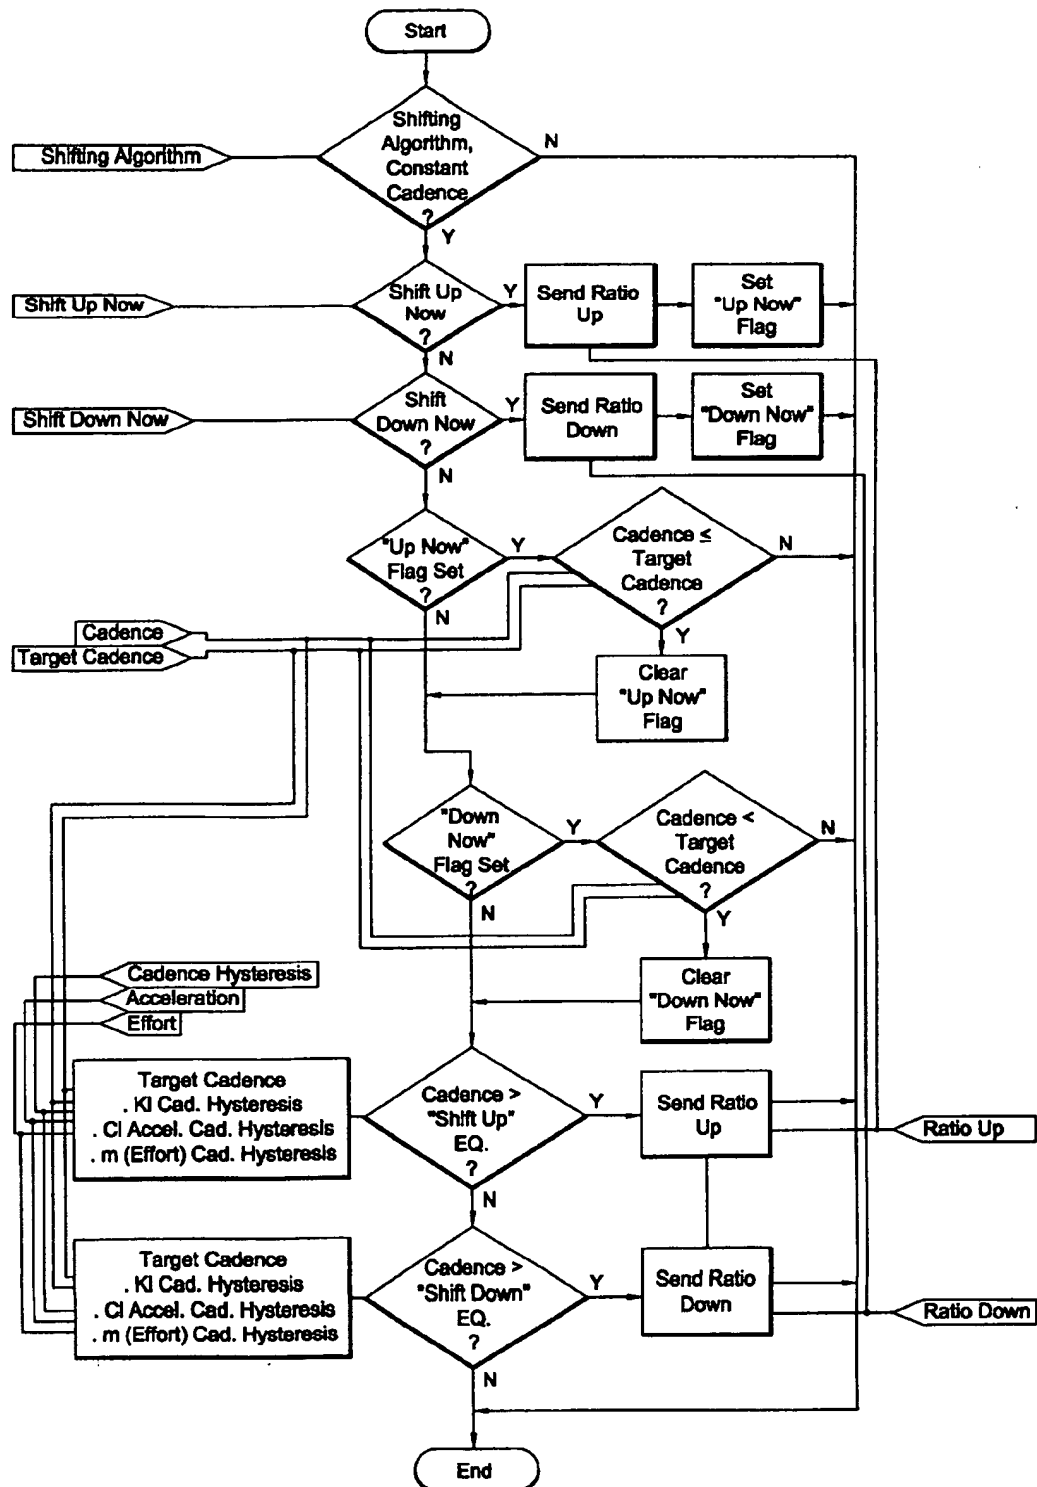 Start
Shifting
Algorithm,
Constant
Cadence
?
N
Y
Shifting Algorithm
Shift Up
Now
?
Y
N
Shift Up Now
Send Ratio
Up
Set
"Up Now"
Flag
Shift
Down Now
?
Y
N
Shift Down Now
Send Ratio
Down
Set
"Down Now"
Flag
"Up Now"
Flag Set
?
Y
N
Cadence ≤
Target
Cadence
?
N
Y
Cadence
Target Cadence
Clear
"Up Now"
Flag
"Down
Now"
Flag Set
?
Y
N
Cadence <
Target
Cadence
?
N
Y
Clear
"Down Now"
Flag
Cadence Hysteresis
Acceleration
Effort
Target Cadence
. KI Cad. Hysteresis
. CI Accel. Cad. Hysteresis
. m (Effort) Cad. Hysteresis
Cadence >
"Shift Up"
EQ.
?
Y
N
Send Ratio
Up
Ratio Up
Target Cadence
. KI Cad. Hysteresis
. CI Accel. Cad. Hysteresis
. m (Effort) Cad. Hysteresis
Cadence >
"Shift Down"
EQ.
?
Y
N
Send Ratio
Down
Ratio Down
End